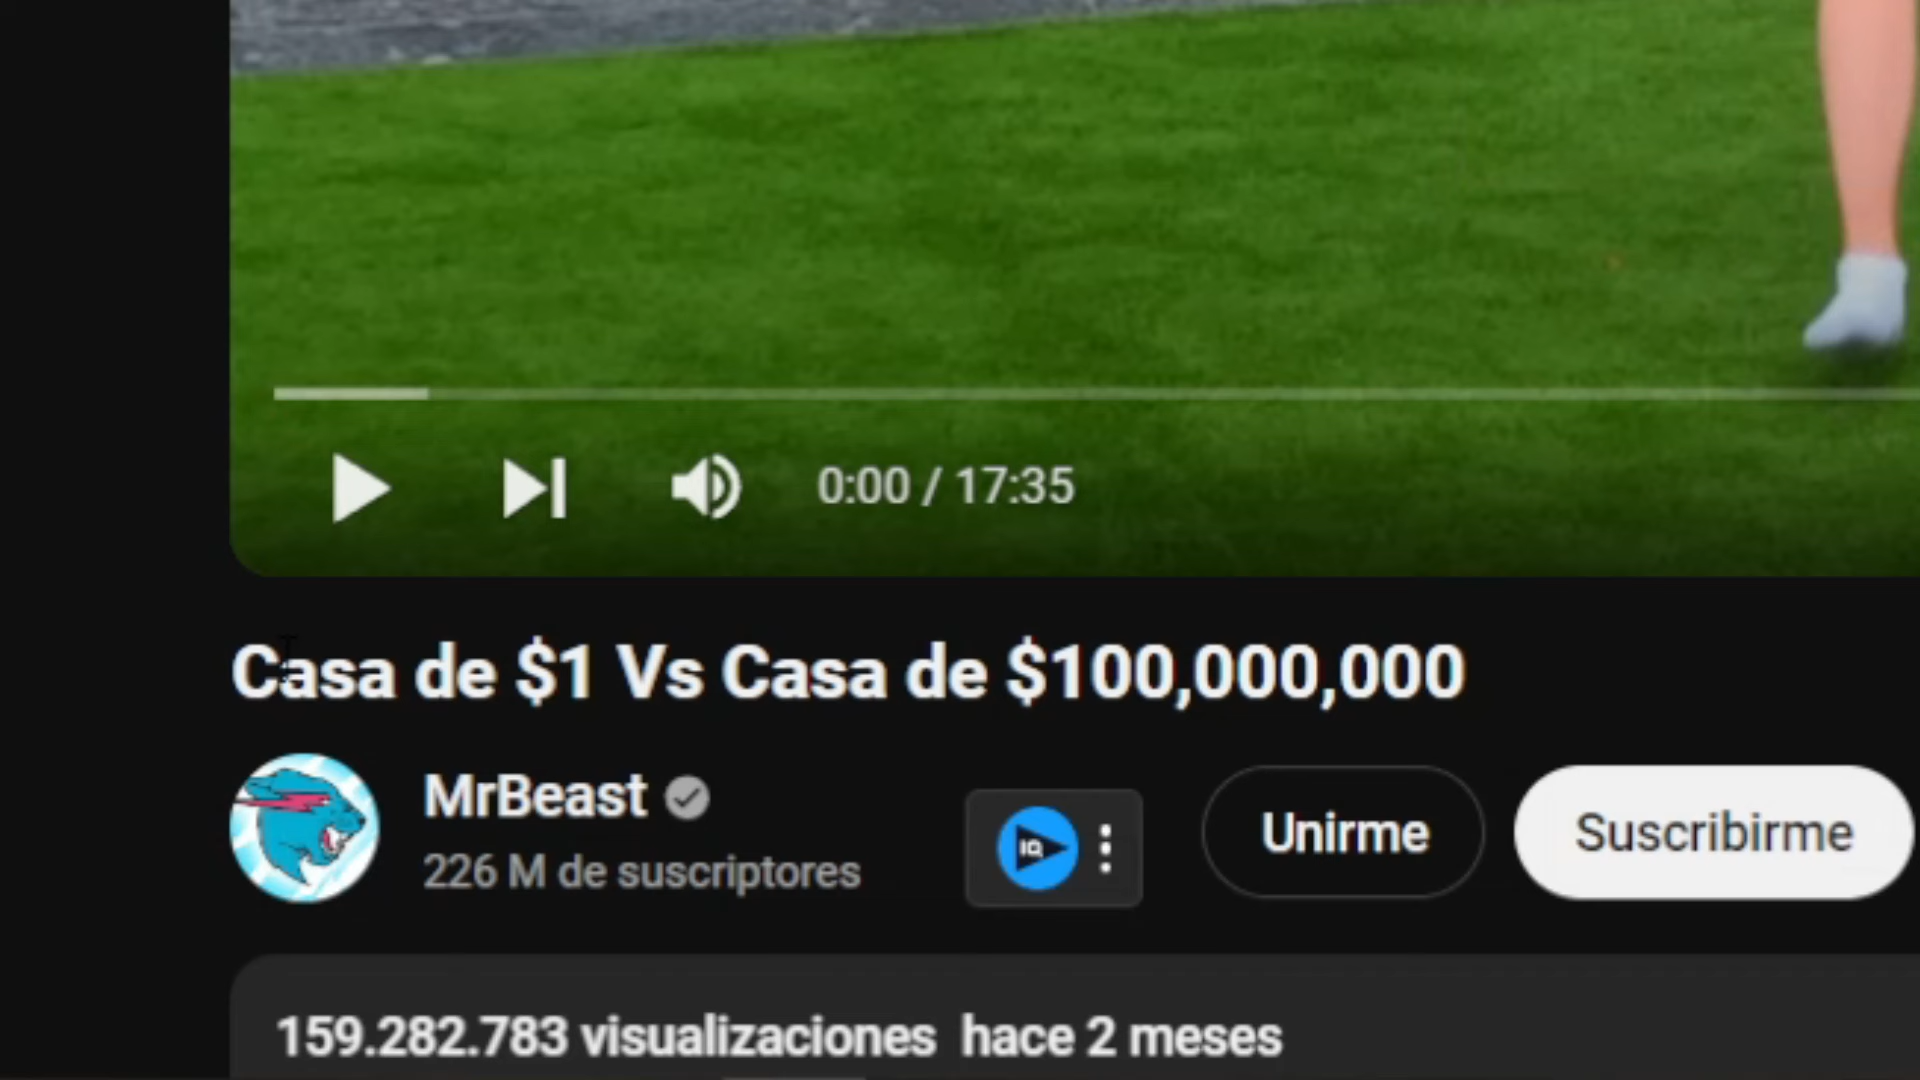 0:00 / 17:35
Casa de $1 Vs Casa de $100,000,000
MrBeast
226 M de suscriptores
IQ
Unirme
Suscribirme
159.282.783 visualizaciones hace 2 meses